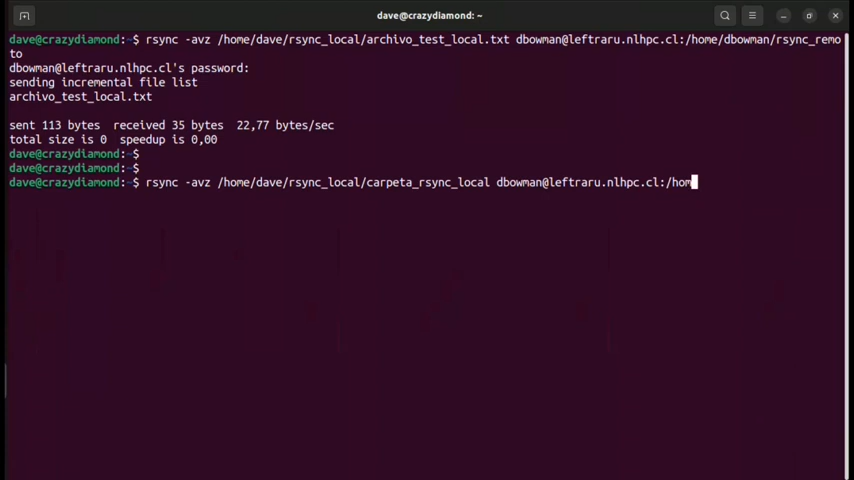 dave@crazydiamond: ~
dave@crazydiamond:~$ rsync -avz /home/dave/rsync_local/archivo_test_local.txt dbowman@leftraru.nlhpc.cl:/home/dbowman/rsync_remo
to
dbowman@leftraru.nlhpc.cl's password:
sending incremental file list
archivo_test_local.txt
sent 113 bytes  received 35 bytes  22,77 bytes/sec
total size is 0  speedup is 0,00
dave@crazydiamond:~$
dave@crazydiamond:~$
dave@crazydiamond:~$ rsync -avz /home/dave/rsync_local/carpeta_rsync_local dbowman@leftraru.nlhpc.cl:/hom